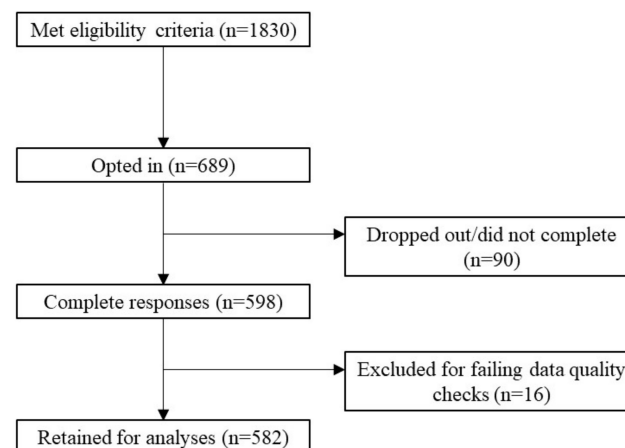 Met eligibility criteria (n=1830)
Opted in (n=689)
Dropped out/did not complete
(n=90)
Complete responses (n=598)
Excluded for failing data quality
checks (n=16)
Retained for analyses (n=582)